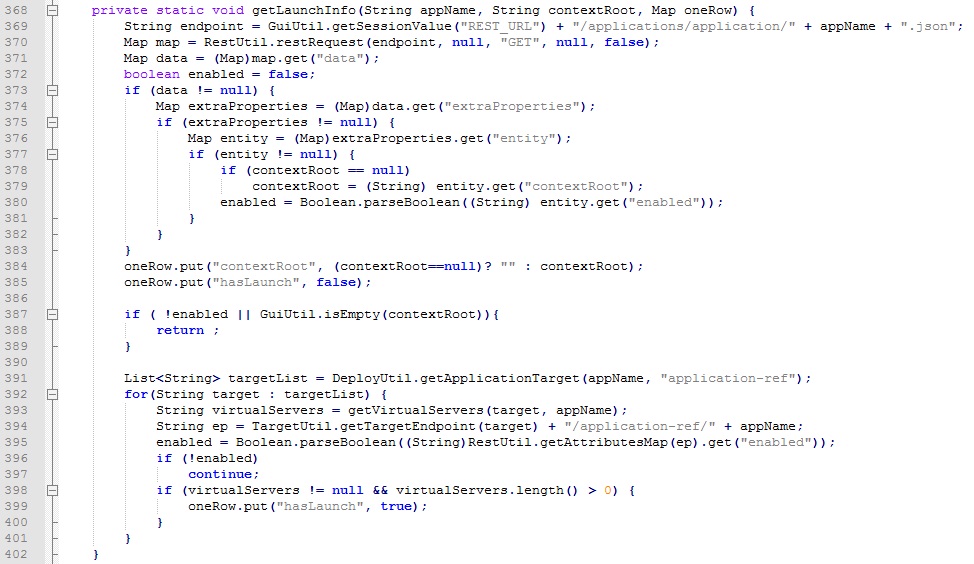 368 private static void getLaunchInfo(String appName, String contextRoot, Map oneRow) {
369 String endpoint = GuiUtil.getSessionValue("REST_URL") + "/applications/application/" + appName + ".json";
370 Map map = RestUtil.restRequest(endpoint, null, "GET", null, false);
371 Map data = (Map)map.get("data");
372 boolean enabled = false;
373 if (data != null) {
374 Map extraProperties = (Map)data.get("extraProperties");
375 if (extraProperties != null) {
376 Map entity = (Map)extraProperties.get("entity");
377 if (entity != null) {
378 if (contextRoot == null)
379 contextRoot = (String) entity.get("contextRoot");
380 enabled = Boolean.parseBoolean((String) entity.get("enabled"));
381 }
382 }
383 }
384 oneRow.put("contextRoot", (contextRoot==null)? "" : contextRoot);
385 oneRow.put("hasLaunch", false);
386
387 if ( !enabled || GuiUtil.isEmpty(contextRoot)){
388 return ;
389 }
390
391 List<String> targetList = DeployUtil.getApplicationTarget(appName, "application-ref");
392 for(String target : targetList) {
393 String virtualServers = getVirtualServers(target, appName);
394 String ep = TargetUtil.getTargetEndpoint(target) + "/application-ref/" + appName;
395 enabled = Boolean.parseBoolean((String)RestUtil.getAttributesMap(ep).get("enabled"));
396 if (!enabled)
397 continue;
398 if (virtualServers != null && virtualServers.length() > 0) {
399 oneRow.put("hasLaunch", true);
400 }
401 }
402 }